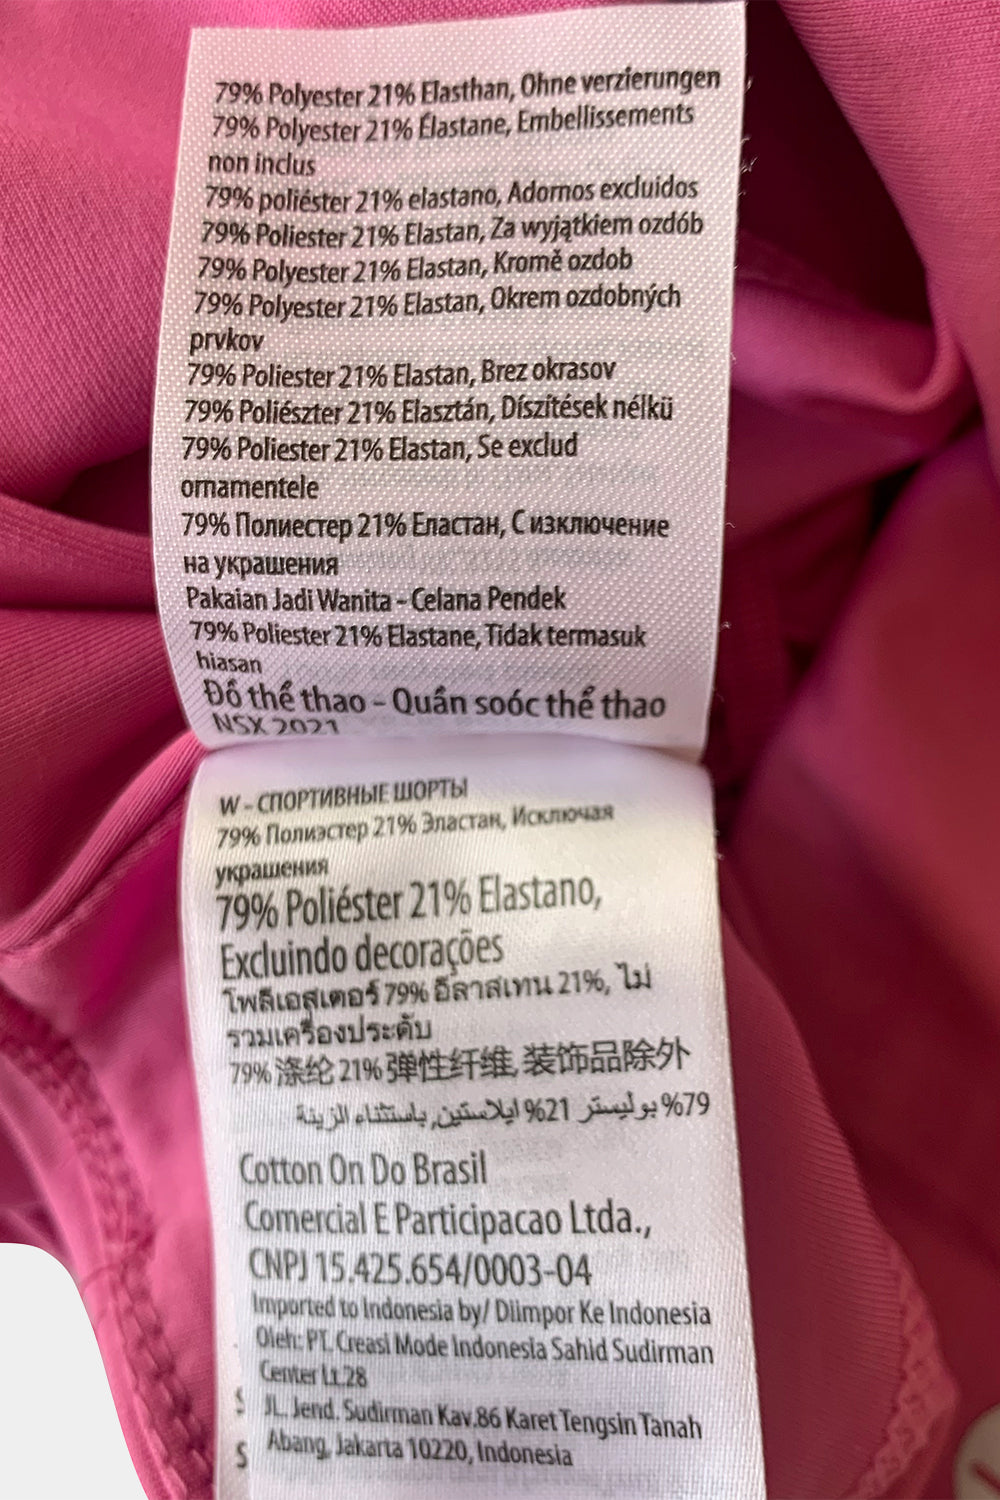 79% Polyester 21% Elasthan, Ohne verzierungen
79% Polyester 21% Élastane, Embellissements
non inclus
79% poliéster 21% elastano, Adornos excluidos
79% Poliester 21% Elastan, Za wyjątkiem ozdób
79% Polyester 21% Elastan, Kromě ozdob
79% Polyester 21% Elastan, Okrem ozdobných
prvkov
79% Poliester 21% Elastan, Brez okrasov
79% Poliészter 21% Elasztán, Díszítések nélkü
79% Poliester 21% Elastan, Se exclud
ornamentele
79% Полиестер 21% Еластан, С изключение
на украшения
Pakaian Jadi Wanita - Celana Pendek
79% Poliester 21% Elastane, Tidak termasuk
hiasan
Đồ thể thao - Quần soóc thể thao
NSX 2021
W - СПОРТИВНЫЕ ШОРТЫ
79% Полиэстер 21% Эластан, Исключая
украшения
79% Poliéster 21% Elastano,
Excluindo decorações
โพลีเอสเตอร์ 79% อีลาสเทน 21%, ไม่
รวมเครื่องประดับ
79% 涤纶 21% 弹性纤维, 装饰品除外
79% بوليستر 21% ايلاستين, باستثناء الزينة
Cotton On Do Brasil
Comercial E Participacao Ltda.,
CNPJ 15.425.654/0003-04
Imported to Indonesia by/ Diimpor Ke Indonesia
Oleh: PT. Creasi Mode Indonesia Sahid Sudirman
Center Lt.28
JL. Jend. Sudirman Kav.86 Karet Tengsin Tanah
Abang, Jakarta 10220, Indonesia